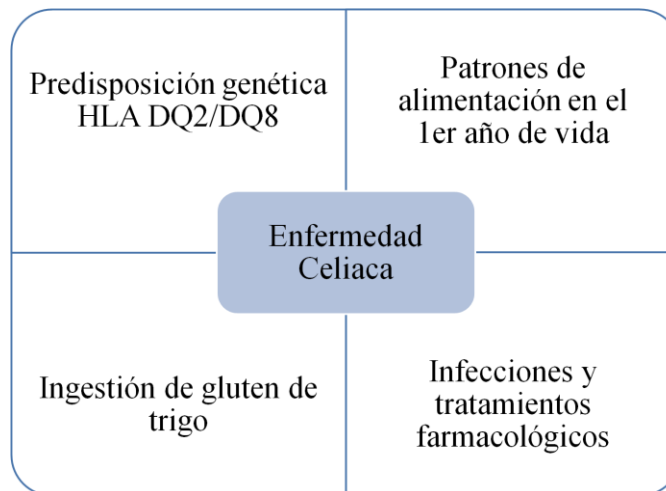 Predisposición genética
HLA DQ2/DQ8
Patrones de
alimentación en el
1er año de vida
Enfermedad
Celiaca
Ingestión de gluten de
trigo
Infecciones y
tratamientos
farmacológicos